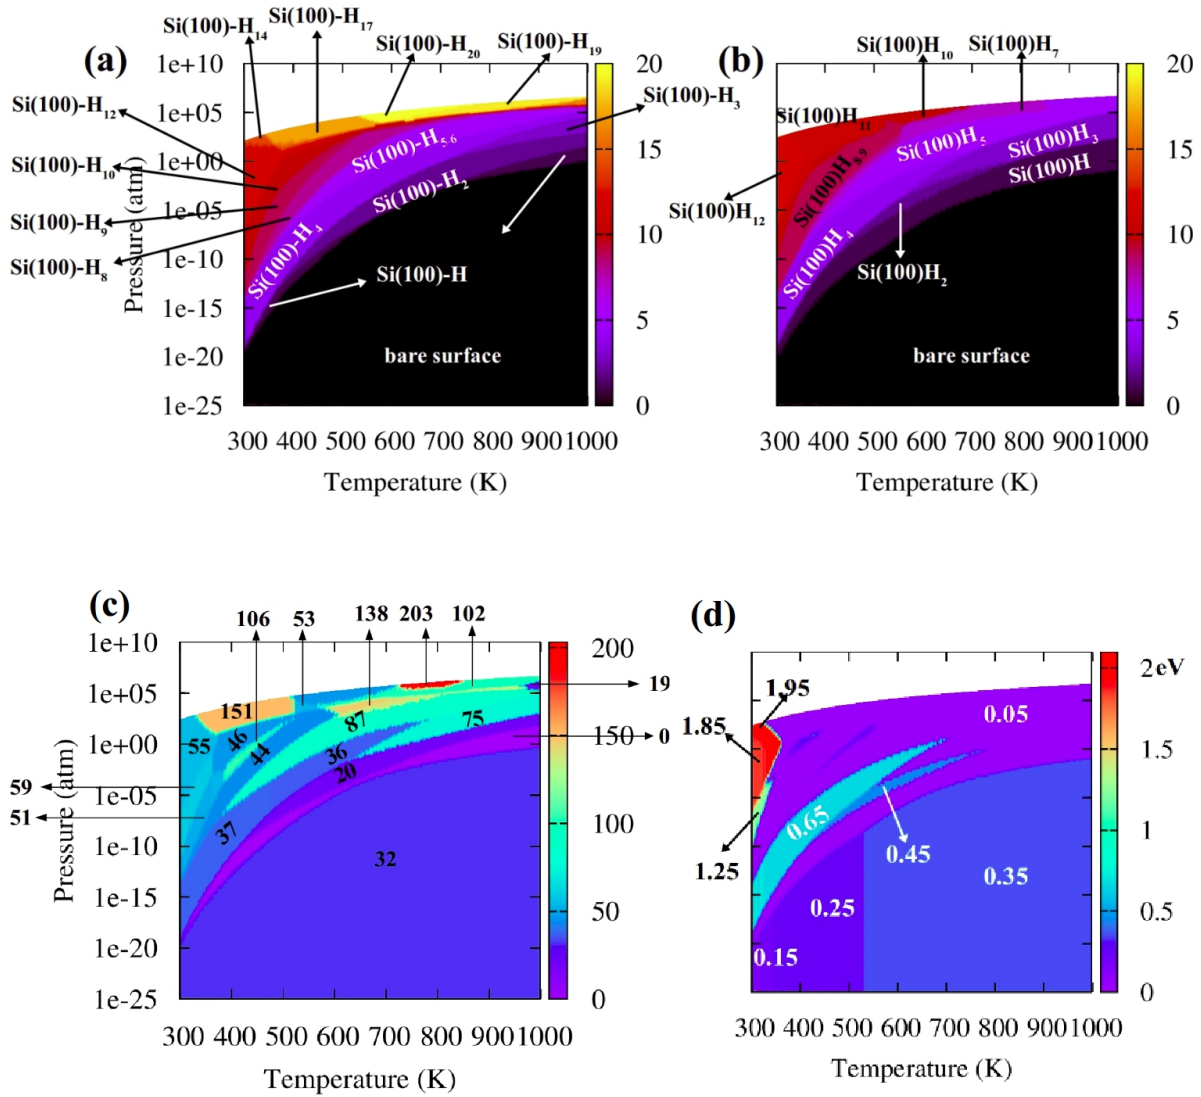 (a)
Si(100)-H14
Si(100)-H17
Si(100)-H20
Si(100)-H19
Si(100)-H12
Si(100)-H10
Si(100)-H9
Si(100)-H8
Si(100)-H3
Si(100)-H5.6
Si(100)-H2
Si(100)-H4
Si(100)-H
bare surface
1e+10
1e+05
1e+00
1e-05
1e-10
1e-15
1e-20
1e-25
Pressure (atm)
300 400 500 600 700 800 900 1000
Temperature (K)
20
15
10
5
0
(b)
Si(100)H10
Si(100)H7
Si(100)H11
Si(100)H12
Si(100)H8.9
Si(100)H5
Si(100)H3
Si(100)H
Si(100)H4
Si(100)H2
bare surface
300 400 500 600 700 800 900 1000
Temperature (K)
20
15
10
5
0
(c)
106
53
138
203
102
151
55
46
44
87
75
36
20
37
32
59
51
19
0
1e+10
1e+05
1e+00
1e-05
1e-10
1e-15
1e-20
1e-25
Pressure (atm)
300 400 500 600 700 800 900 1000
Temperature (K)
200
150
100
50
0
(d)
1.95
1.85
1.25
0.05
0.65
0.45
0.35
0.25
0.15
300 400 500 600 700 800 900 1000
Temperature (K)
2 eV
1.5
1
0.5
0